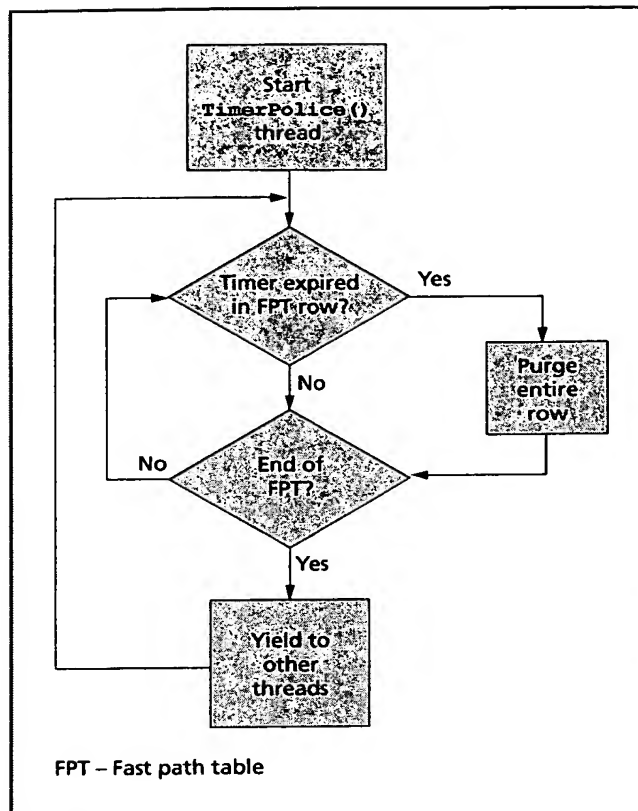 Start
TimerPolice()
thread
Timer expired
in FPT row?
Yes
Purge
entire
row
No
End of
FPT?
No
Yes
Yield to
other
threads
FPT – Fast path table